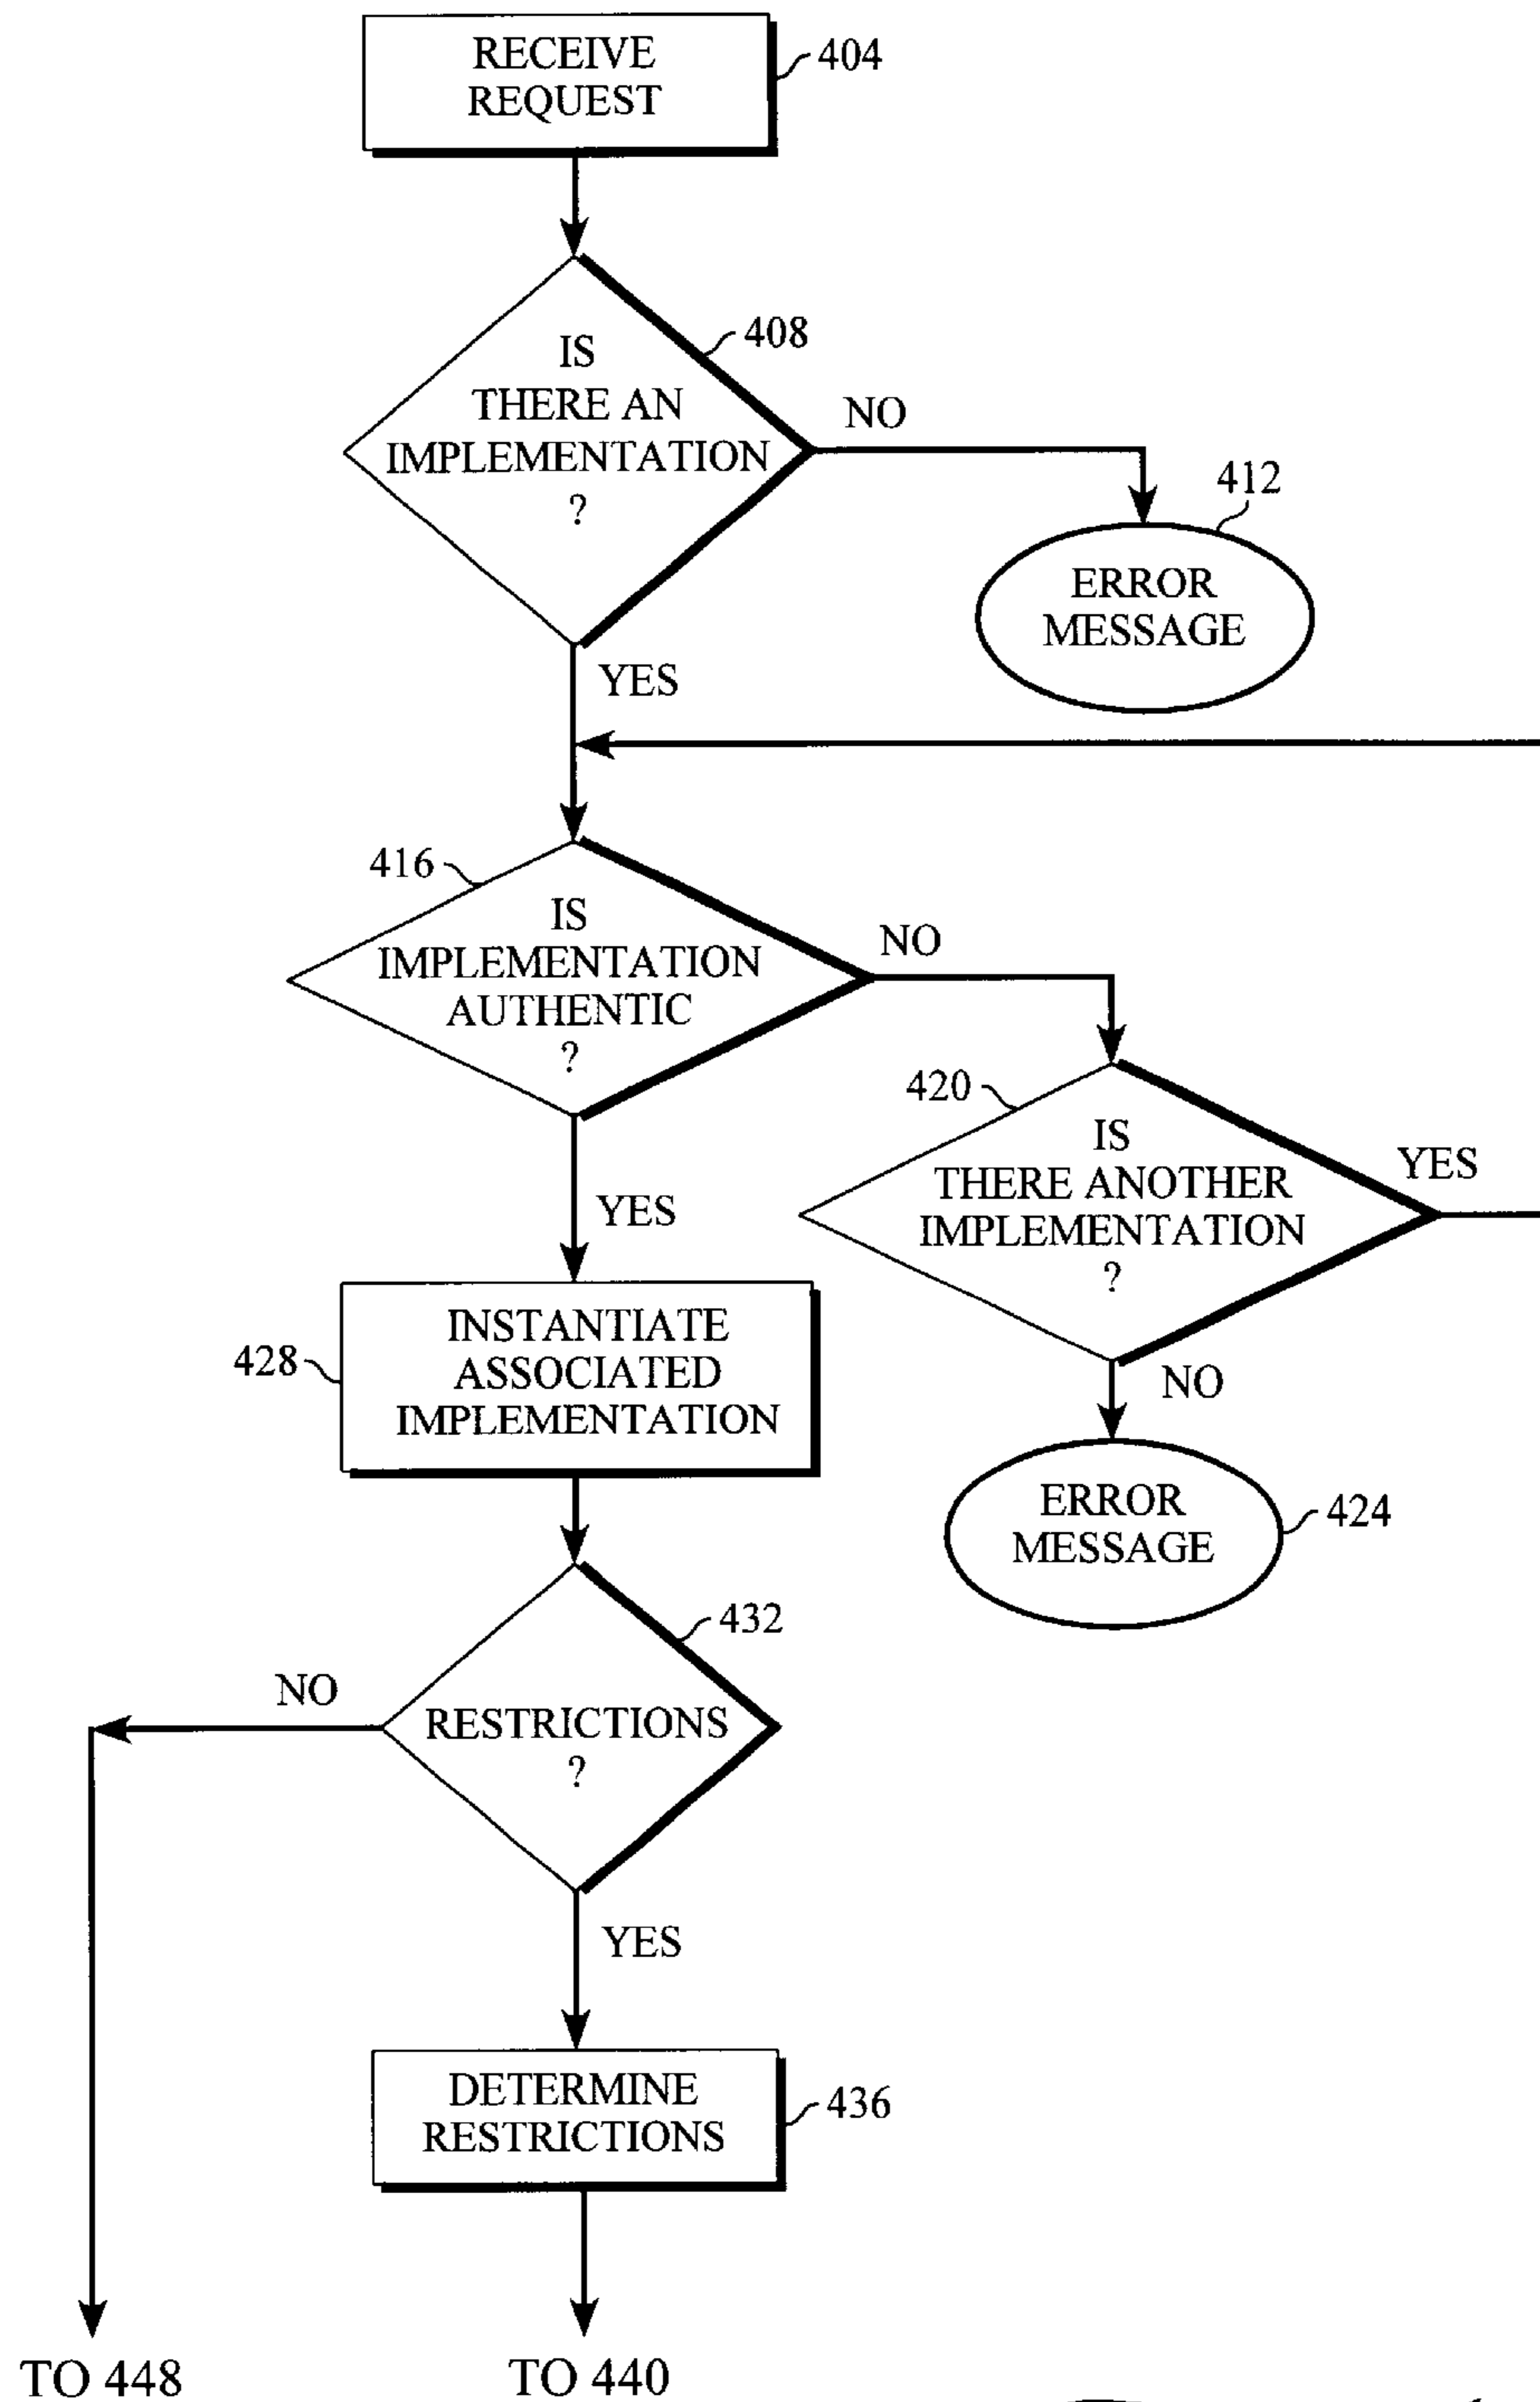 RECEIVE
REQUEST
404
408
IS
THERE AN
IMPLEMENTATION
?
NO
412
ERROR
MESSAGE
YES
416
IS
IMPLEMENTATION
AUTHENTIC
?
NO
420
IS
THERE ANOTHER
IMPLEMENTATION
?
YES
YES
NO
428
INSTANTIATE
ASSOCIATED
IMPLEMENTATION
ERROR
MESSAGE
424
432
NO
RESTRICTIONS
?
YES
DETERMINE
RESTRICTIONS
436
TO 448
TO 440